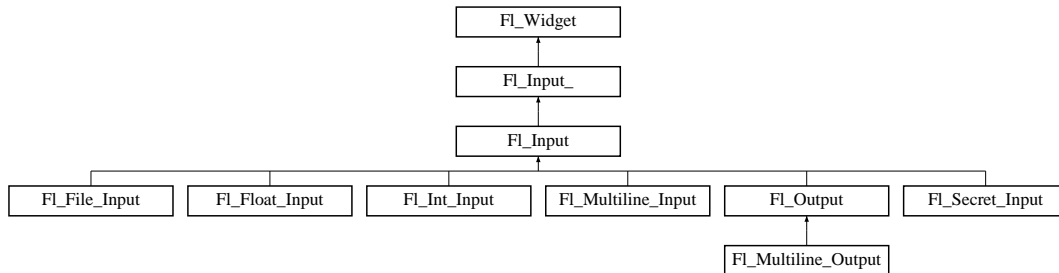 Fl_Widget
Fl_Input_
Fl_Input
Fl_File_Input
Fl_Float_Input
Fl_Int_Input
Fl_Multiline_Input
Fl_Output
Fl_Secret_Input
Fl_Multiline_Output